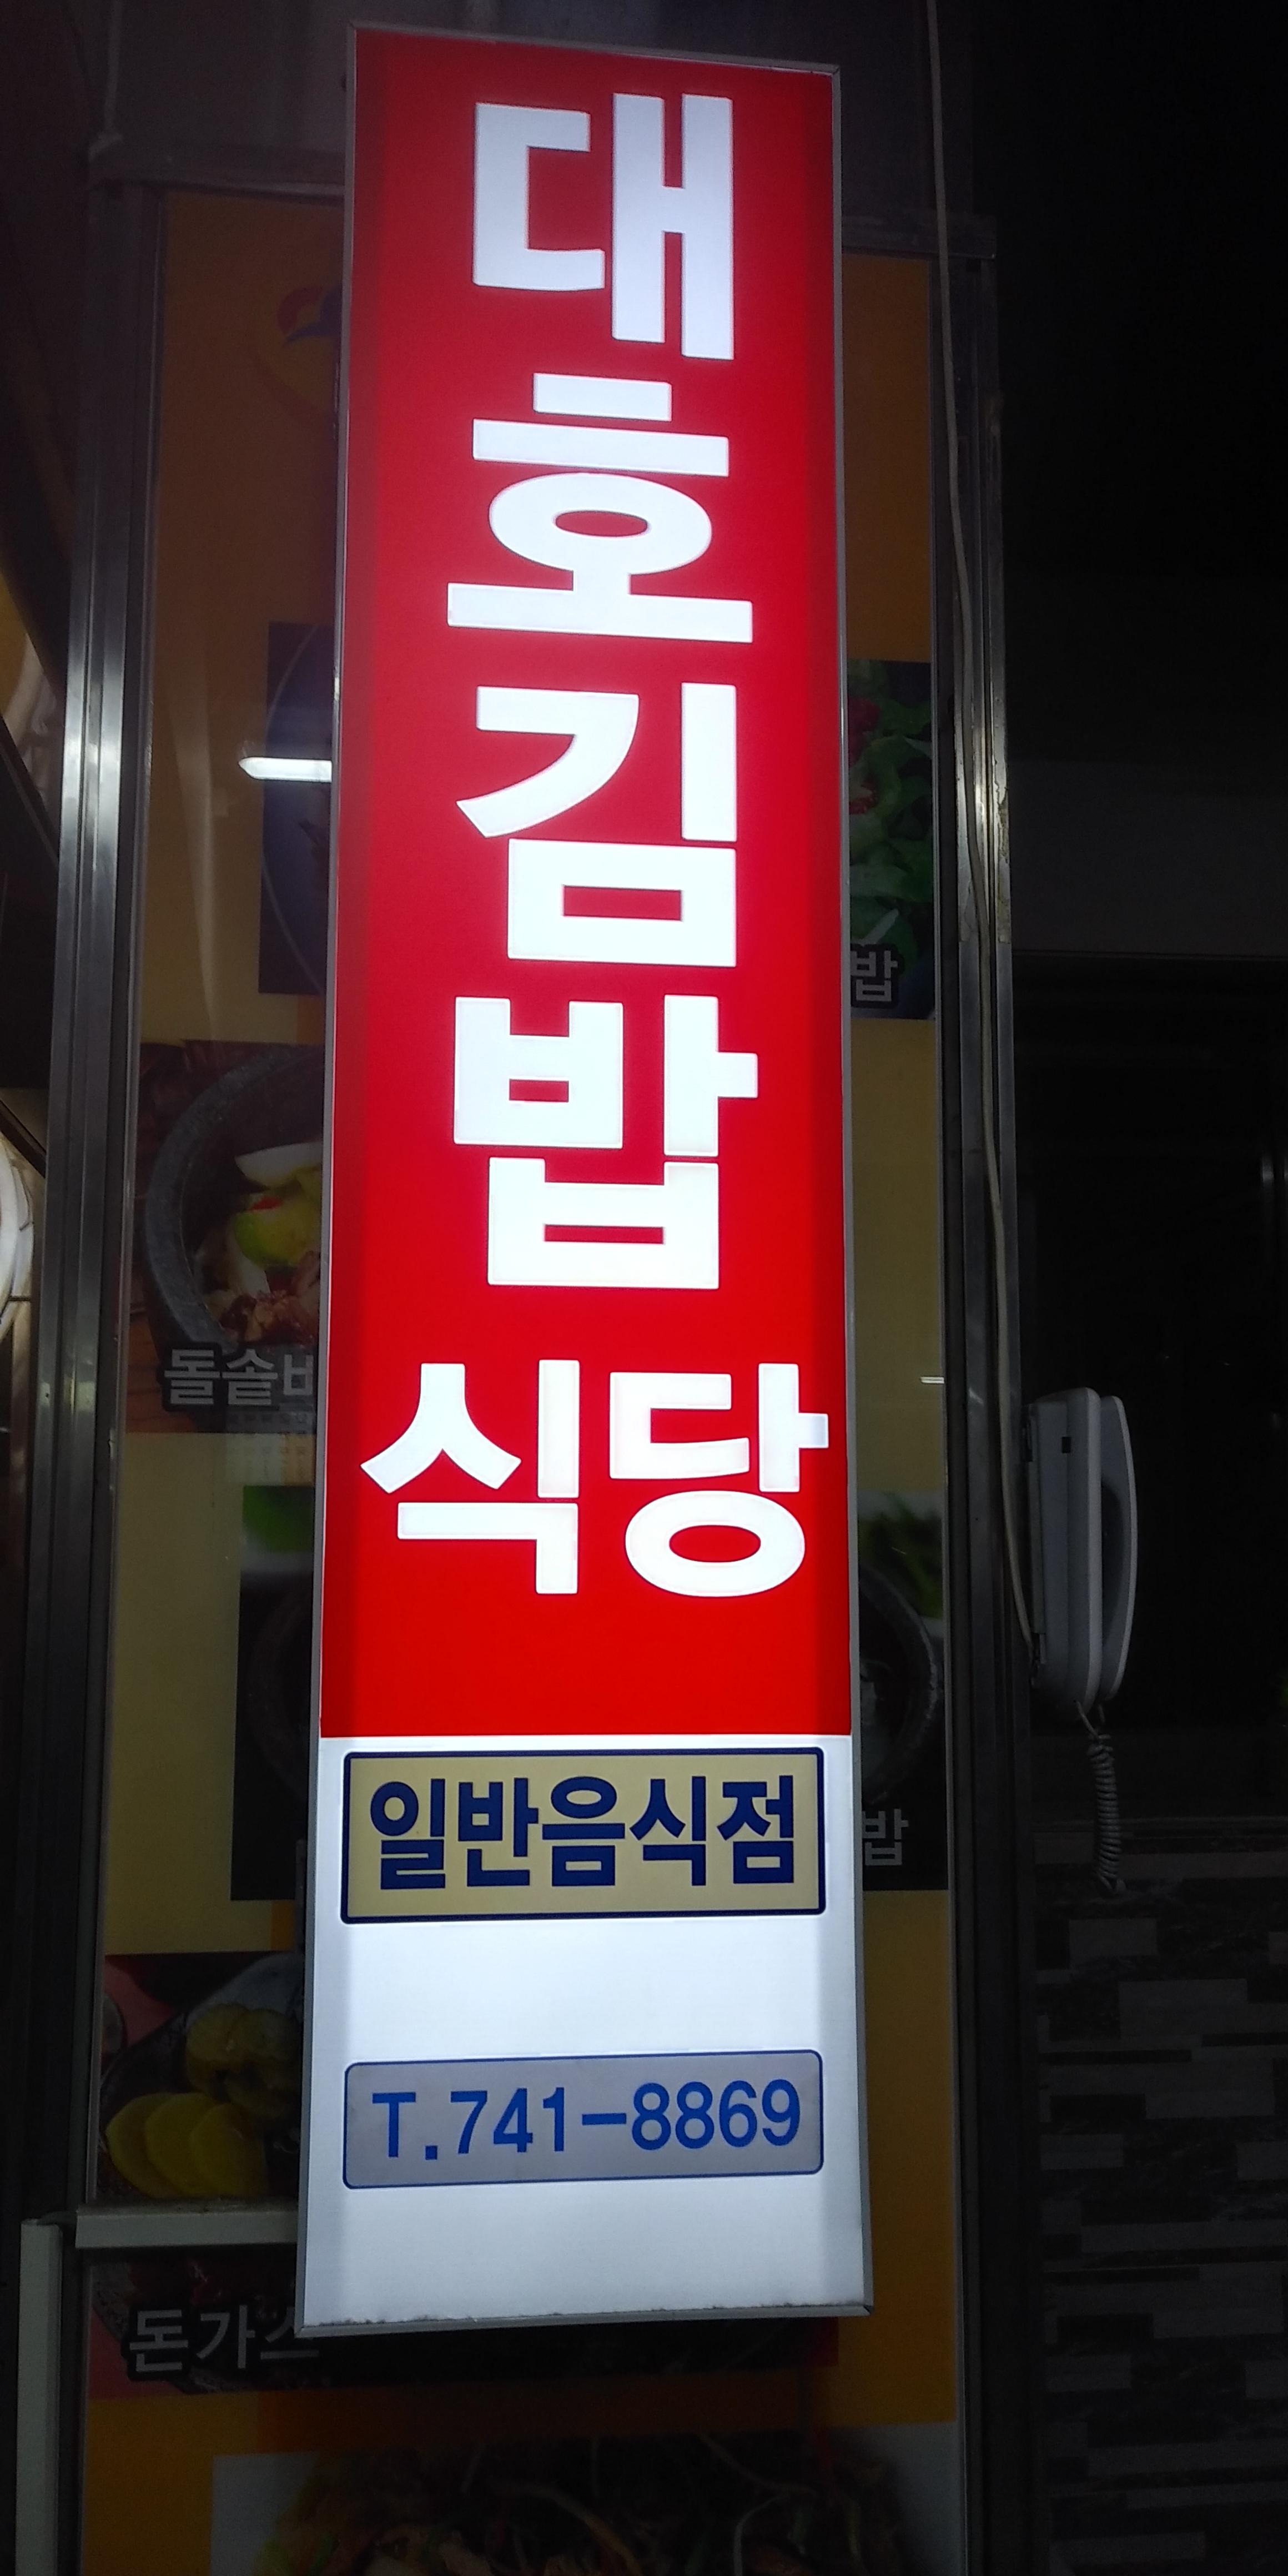 대호김밥
식당
일반음식점
T.741-8869
밥
돌솥비
밥
돈가스